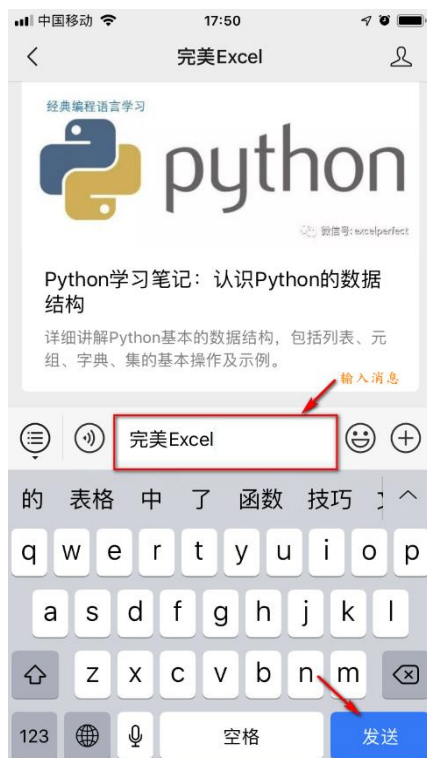 中国移动
17:50
完美Excel
经典编程语言学习
python
微信号: excelperfect
Python学习笔记：认识Python的数据
结构
详细讲解Python基本的数据结构，包括列表、元
组、字典、集的基本操作及示例。
输入消息
完美Excel
的 表格 中 了 函数 技巧
q w e r t y u i o p
a s d f g h j k l
z x c v b n m
123 空格 发送